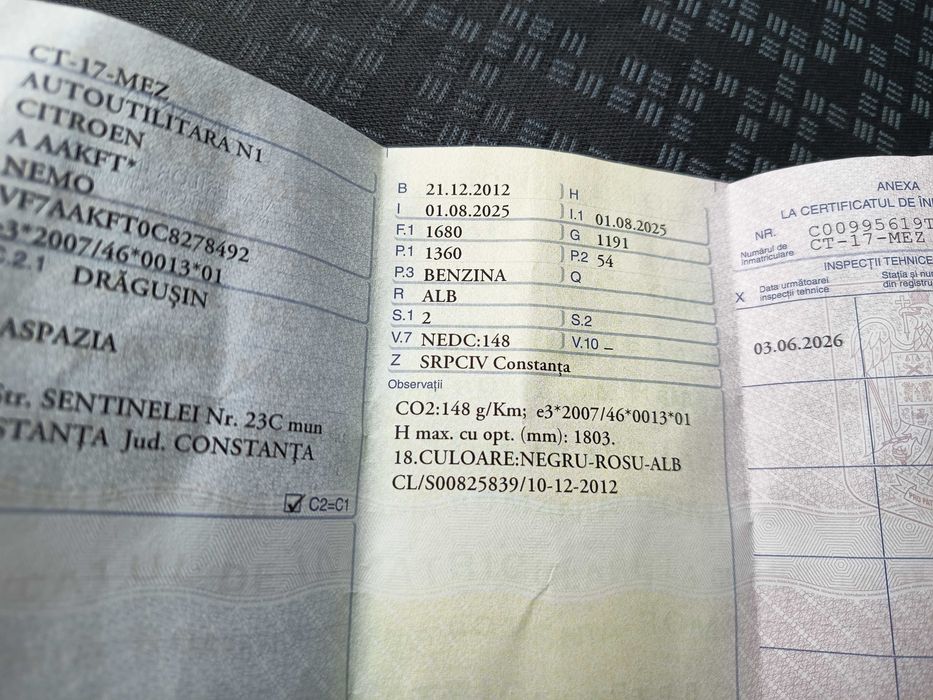 CT-17-MEZ
AUTOUTILITARA N1
CITROEN
A AAKFT*
NEMO
VF7AAKFT0C8278492
e3*2007/46*0013*01
C.2.1 DRĂGUȘIN
ASPAZIA
Str. SENTINELEI Nr. 23C mun
STANȚA Jud. CONSTANȚA
C2=C1
B 21.12.2012 H
I 01.08.2025 I.1 01.08.2025
F.1 1680 G 1191
P.1 1360 P.2 54
P.3 BENZINA Q
R ALB
S.1 2 S.2
V.7 NEDC:148 V.10 _
Z SRPCIV Constanța
Observații
CO2:148 g/Km; e3*2007/46*0013*01
H max. cu opt. (mm): 1803.
18.CULOARE:NEGRU-ROSU-ALB
CL/S00825839/10-12-2012
ANEXA
LA CERTIFICATUL DE
NR. C00995619T
Numărul de înmatriculare CT-17-MEZ
INSPECȚII TEHNICE
X Data următoarei inspecții tehnice
Stația și
din registru
03.06.2026